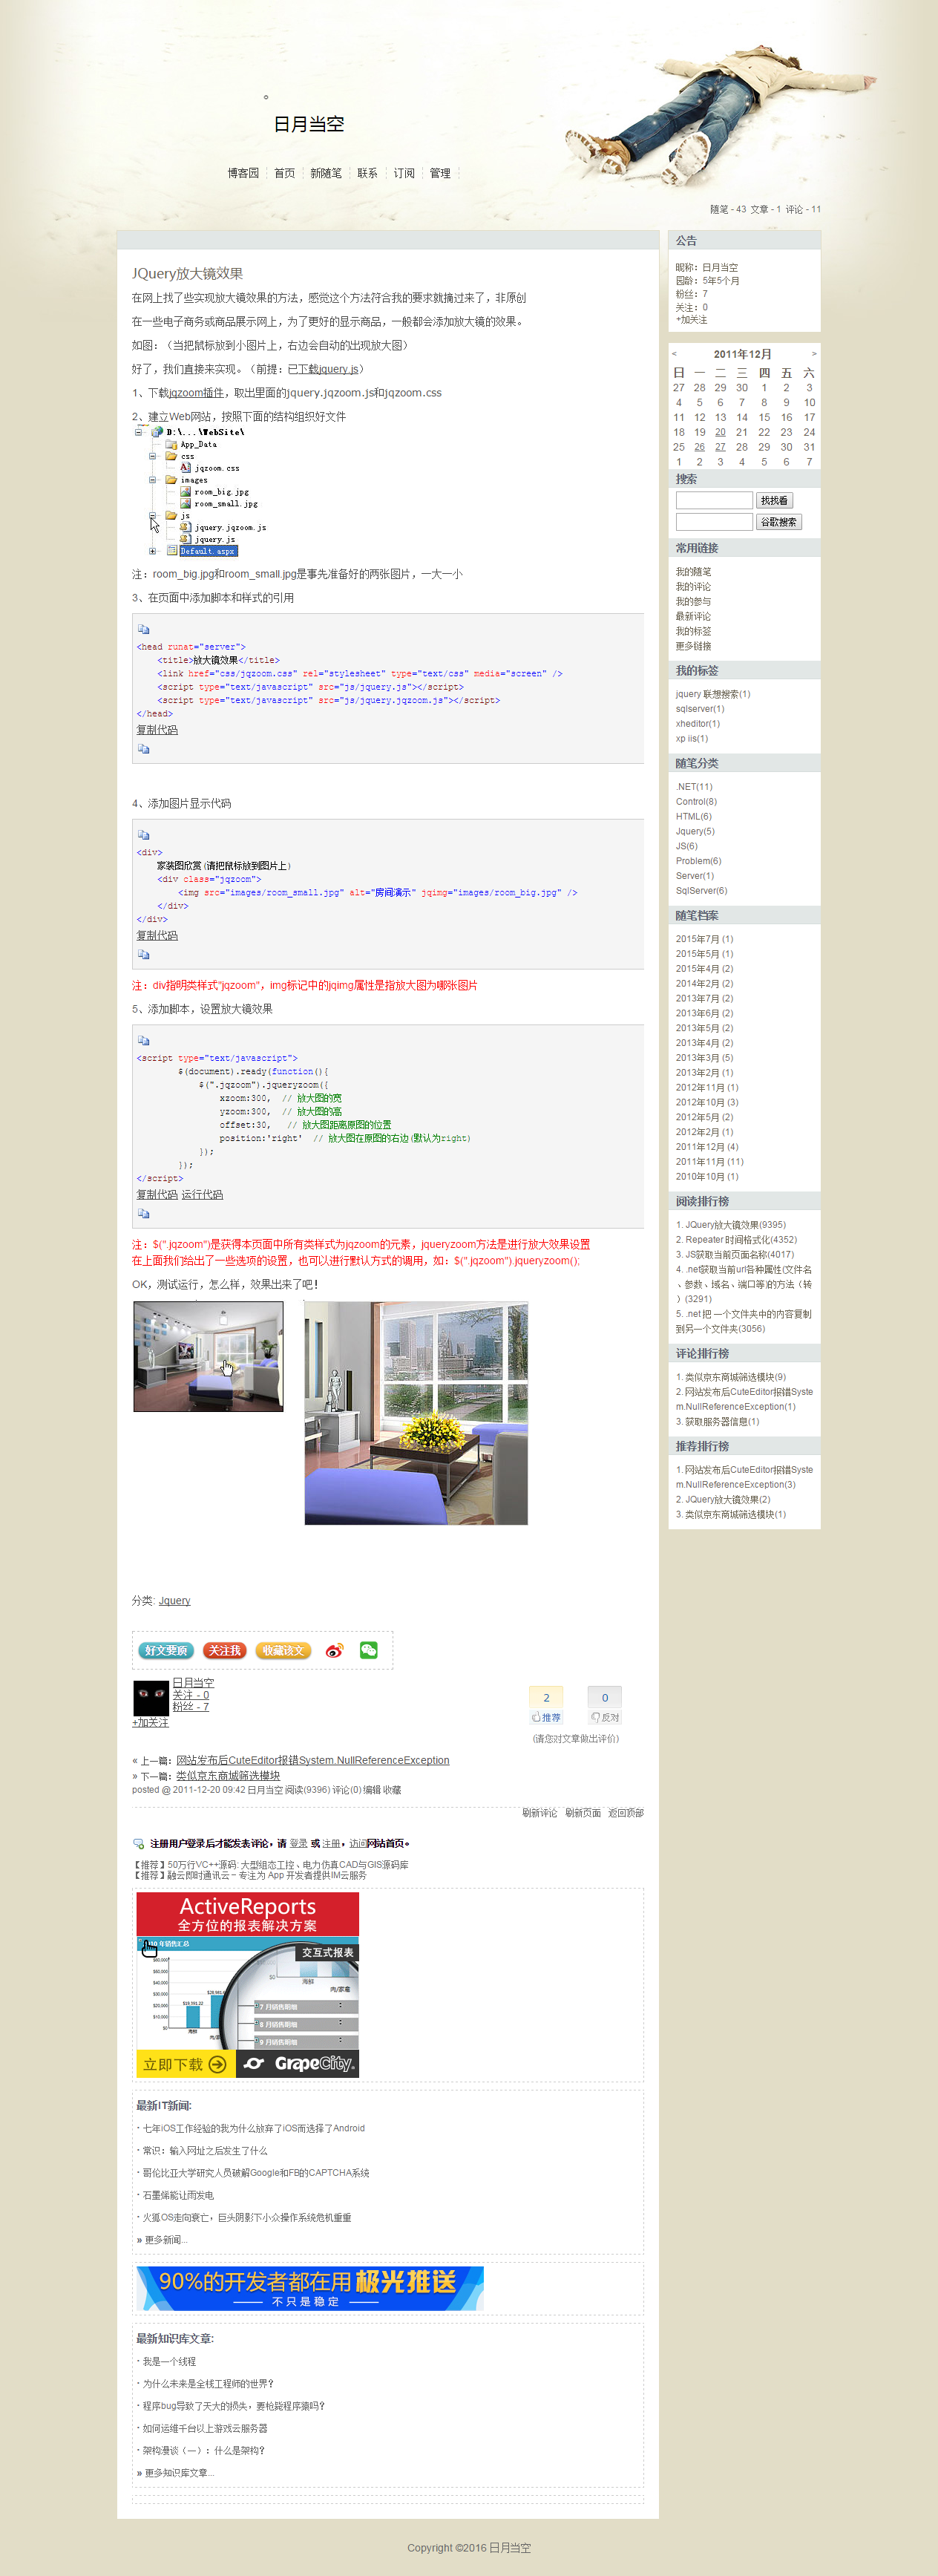 日月当空
博客园 首页 新随笔 联系 订阅 管理
随笔 - 43 文章 - 1 评论 - 11
JQuery放大镜效果
在网上找了些实现放大镜效果的方法，感觉这个方法符合我的要求就摘过来了，非原创
在一些电子商务或商品展示网上，为了更好的显示商品，一般都会添加放大镜的效果。
如图：（当把鼠标放到小图片上，右边会自动的出现放大图）
好了，我们直接来实现。（前提：已下载jquery.js）
1、下载jqzoom插件，取出里面的jquery.jqzoom.js和jqzoom.css
2、建立Web网站，按照下面的结构组织好文件
D:\...\WebSite\
App_Data
css
jqzoom.css
images
room_big.jpg
room_small.jpg
js
jquery.jqzoom.js
jquery.js
Default.aspx
注：room_big.jpg和room_small.jpg是事先准备好的两张图片，一大一小
3、在页面中添加脚本和样式的引用
<head runat="server">
<title>放大镜效果</title>
<link href="css/jqzoom.css" rel="stylesheet" type="text/css" media="screen" />
<script type="text/javascript" src="js/jquery.js"></script>
<script type="text/javascript" src="js/jquery.jqzoom.js"></script>
</head>
复制代码
4、添加图片显示代码
<div>
家装图欣赏(请把鼠标放到图片上)
<div class="jqzoom">
<img src="images/room_small.jpg" alt="房间演示" jqimg="images/room_big.jpg" />
</div>
</div>
复制代码
注：div指明类样式"jqzoom"，img标记中的jqimg属性是指放大图为哪张图片
5、添加脚本，设置放大镜效果
<script type="text/javascript">
$(document).ready(function(){
$(".jqzoom").jqueryzoom({
xzoom:300, // 放大图的宽
yzoom:300, // 放大图的高
offset:30, // 放大图距离原图的位置
position:'right' // 放大图在原图的右边(默认为right)
});
});
</script>
复制代码 运行代码
注：$(".jqzoom")是获得本页面中所有类样式为jqzoom的元素，jqueryzoom方法是进行放大效果设置
在上面我们给出了一些选项的设置，也可以进行默认方式的调用，如：$(".jqzoom").jqueryzoom();
OK，测试运行，怎么样，效果出来了吧！
分类: Jquery
好文要顶 关注我 收藏该文
日月当空
关注 - 0
粉丝 - 7
+加关注
2 0
推荐 反对
(请您对文章做出评价)
« 上一篇：网站发布后CuteEditor报错System.NullReferenceException
» 下一篇：类似京东商城筛选模块
posted @ 2011-12-20 09:42 日月当空 阅读(9396) 评论(0) 编辑 收藏
刷新评论 刷新页面 返回顶部
注册用户登录后才能发表评论，请 登录 或 注册，访问网站首页。
【推荐】50万行VC++源码: 大型组态工控、电力仿真CAD与GIS源码库
【推荐】融云即时通讯云－专注为 App 开发者提供IM云服务
ActiveReports
全方位的报表解决方案
年销售汇总
交互式报表
7 月销售明细
8 月销售明细
9 月销售明细
立即下载
GrapeCity
最新IT新闻:
· 七年iOS工作经验的我为什么放弃了iOS而选择了Android
· 常识：输入网址之后发生了什么
· 哥伦比亚大学研究人员破解Google和FB的CAPTCHA系统
· 石墨烯能让雨发电
· 火狐OS走向衰亡，巨头阴影下小众操作系统危机重重
» 更多新闻...
90%的开发者都在用 极光推送
不只是稳定
最新知识库文章:
· 我是一个线程
· 为什么未来是全栈工程师的世界？
· 程序bug导致了天大的损失，要枪毙程序猿吗？
· 如何运维千台以上游戏云服务器
· 架构漫谈（一）：什么是架构？
» 更多知识库文章...
公告
昵称：日月当空
园龄：5年5个月
粉丝：7
关注：0
+加关注
< 2011年12月 >
日 一 二 三 四 五 六
27 28 29 30 1 2 3
4 5 6 7 8 9 10
11 12 13 14 15 16 17
18 19 20 21 22 23 24
25 26 27 28 29 30 31
1 2 3 4 5 6 7
搜索
找找看
谷歌搜索
常用链接
我的随笔
我的评论
我的参与
最新评论
我的标签
更多链接
我的标签
jquery 联想搜索(1)
sqlserver(1)
xheditor(1)
xp iis(1)
随笔分类
.NET(11)
Control(8)
HTML(6)
Jquery(5)
JS(6)
Problem(6)
Server(1)
SqlServer(6)
随笔档案
2015年7月 (1)
2015年5月 (1)
2015年4月 (2)
2014年2月 (2)
2013年7月 (2)
2013年6月 (2)
2013年5月 (2)
2013年4月 (2)
2013年3月 (5)
2013年2月 (1)
2012年11月 (1)
2012年10月 (3)
2012年5月 (2)
2012年2月 (1)
2011年12月 (4)
2011年11月 (11)
2010年10月 (1)
阅读排行榜
1. JQuery放大镜效果(9395)
2. Repeater 时间格式化(4352)
3. JS获取当前页面名称(4017)
4. .net获取当前url各种属性(文件名
、参数、域名、端口等)的方法（转
）(3291)
5. .net 把 一个文件夹中的内容复制
到另一个文件夹(3056)
评论排行榜
1. 类似京东商城筛选模块(9)
2. 网站发布后CuteEditor报错Syste
m.NullReferenceException(1)
3. 获取服务器信息(1)
推荐排行榜
1. 网站发布后CuteEditor报错Syste
m.NullReferenceException(3)
2. JQuery放大镜效果(2)
3. 类似京东商城筛选模块(1)
Copyright ©2016 日月当空